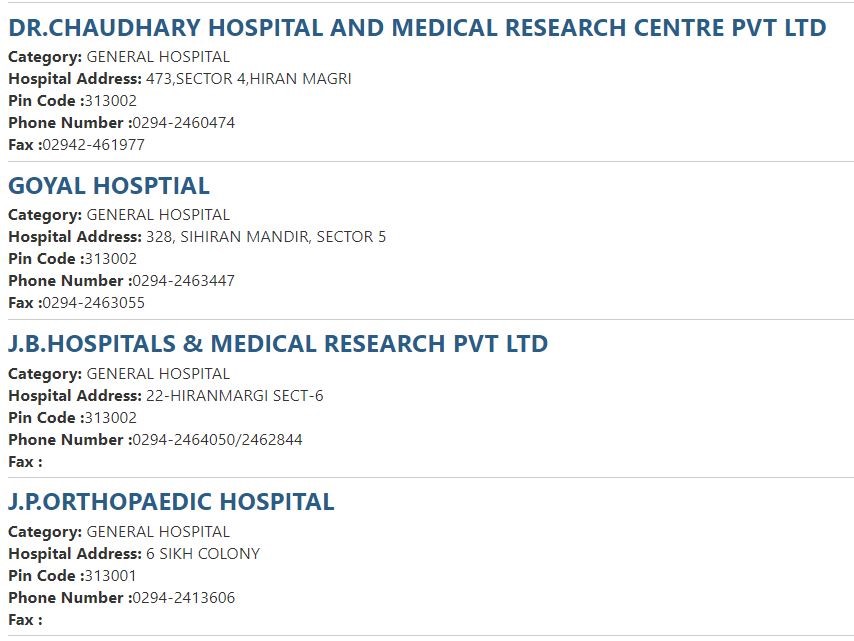 DR.CHAUDHARY HOSPITAL AND MEDICAL RESEARCH CENTRE PVT LTD
Category: GENERAL HOSPITAL
Hospital Address: 473,SECTOR 4,HIRAN MAGRI
Pin Code :313002
Phone Number :0294-2460474
Fax :02942-461977
GOYAL HOSPTIAL
Category: GENERAL HOSPITAL
Hospital Address: 328, SIHIRAN MANDIR, SECTOR 5
Pin Code :313002
Phone Number :0294-2463447
Fax :0294-2463055
J.B.HOSPITALS & MEDICAL RESEARCH PVT LTD
Category: GENERAL HOSPITAL
Hospital Address: 22-HIRANMARGI SECT-6
Pin Code :313002
Phone Number :0294-2464050/2462844
Fax :
J.P.ORTHOPAEDIC HOSPITAL
Category: GENERAL HOSPITAL
Hospital Address: 6 SIKH COLONY
Pin Code :313001
Phone Number :0294-2413606
Fax :